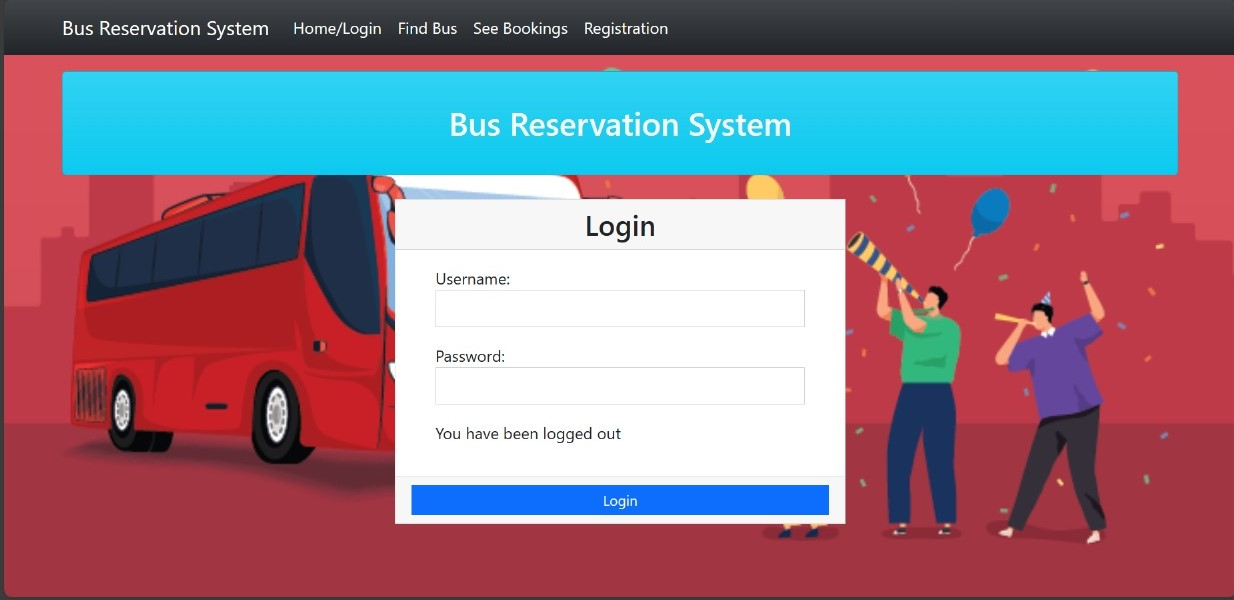 Bus Reservation System Home/Login Find Bus See Bookings Registration
Bus Reservation System
Login
Username:
Password:
You have been logged out
Login